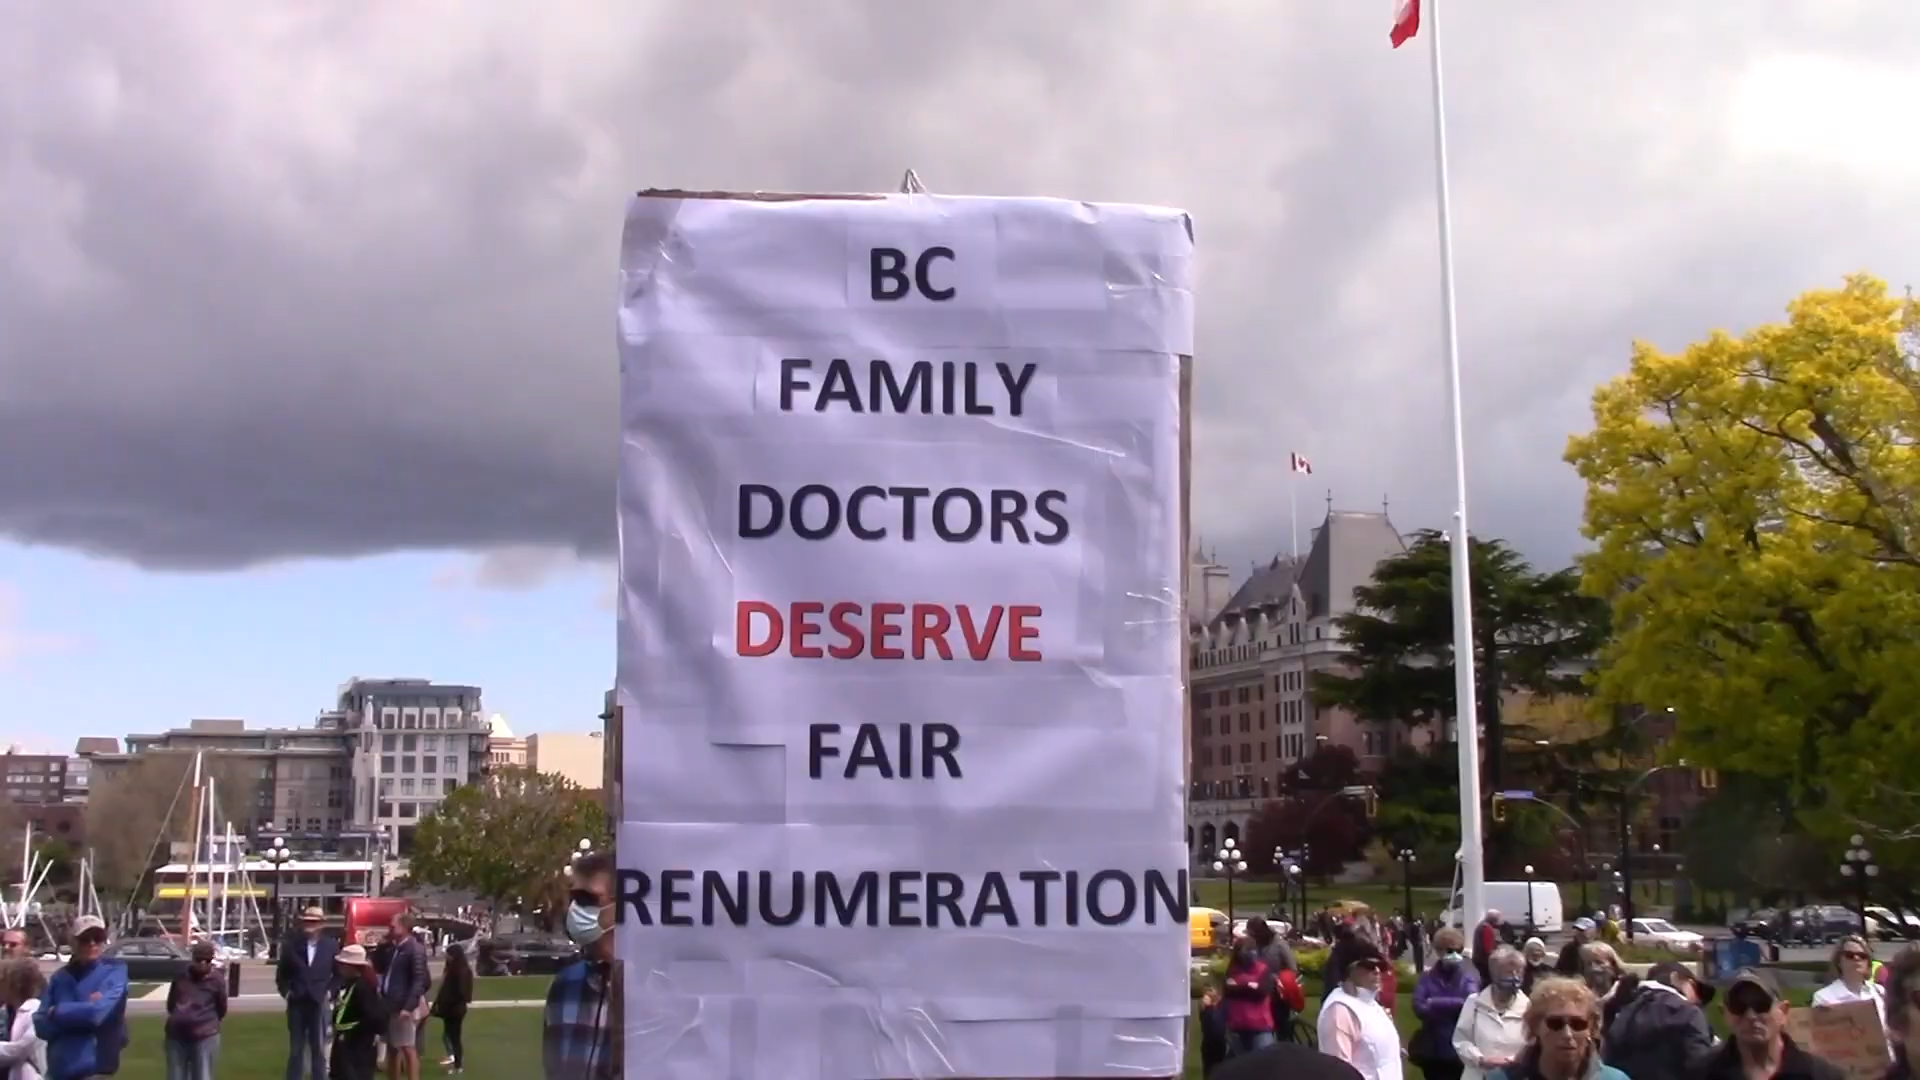 BC
FAMILY
DOCTORS
DESERVE
FAIR
RENUMERATION